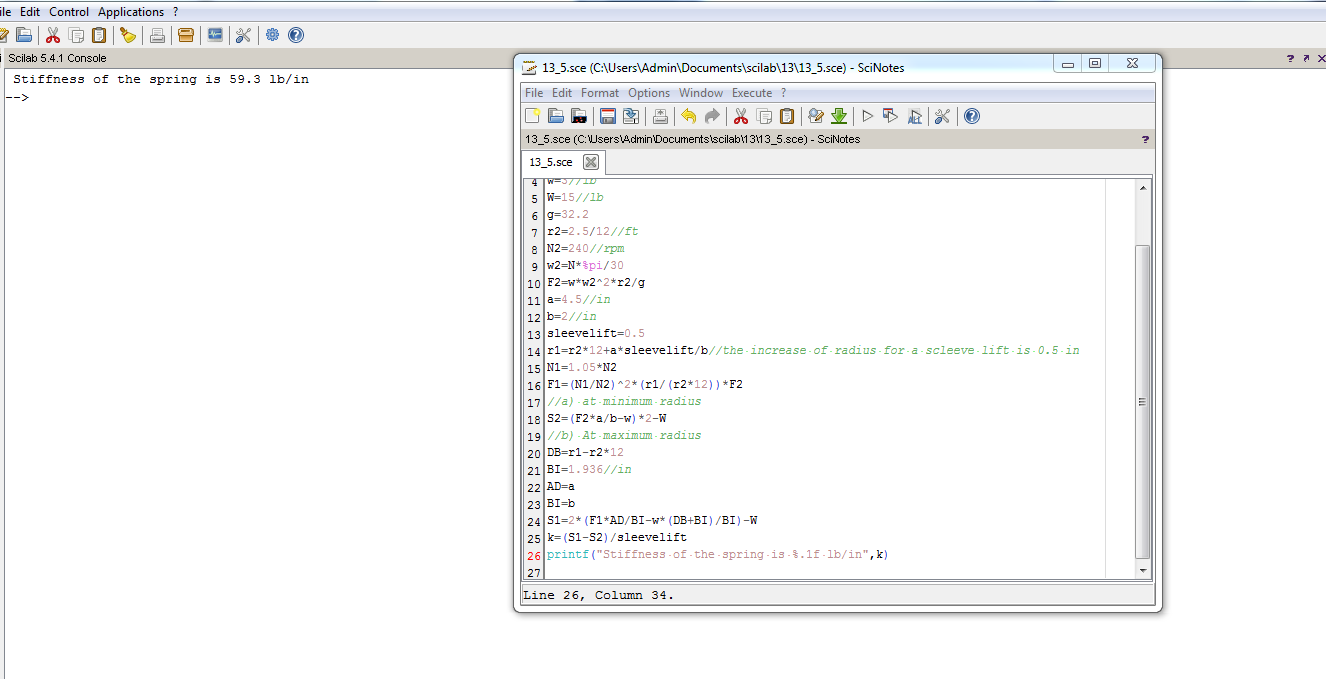 ile Edit Control Applications ?
Scilab 5.4.1 Console
? ↗ X
Stiffness of the spring is 59.3 lb/in
-->
13_5.sce (C:\Users\Admin\Documents\scilab\13\13_5.sce) - SciNotes
File Edit Format Options Window Execute ?
13_5.sce (C:\Users\Admin\Documents\scilab\13\13_5.sce) - SciNotes ?
13_5.sce
4 w=3//lb
5 W=15//lb
6 g=32.2
7 r2=2.5/12//ft
8 N2=240//rpm
9 w2=N*%pi/30
10 F2=w*w2^2*r2/g
11 a=4.5//in
12 b=2//in
13 sleevelift=0.5
14 r1=r2*12+a*sleevelift/b//the increase of radius for a scleeve lift is 0.5 in
15 N1=1.05*N2
16 F1=(N1/N2)^2*(r1/(r2*12))*F2
17 //a) at minimum radius
18 S2=(F2*a/b-w)*2-W
19 //b) At maximum radius
20 DB=r1-r2*12
21 BI=1.936//in
22 AD=a
23 BI=b
24 S1=2*(F1*AD/BI-w*(DB+BI)/BI)-W
25 k=(S1-S2)/sleevelift
26 printf("Stiffness of the spring is %.1f lb/in",k)
27
Line 26, Column 34.